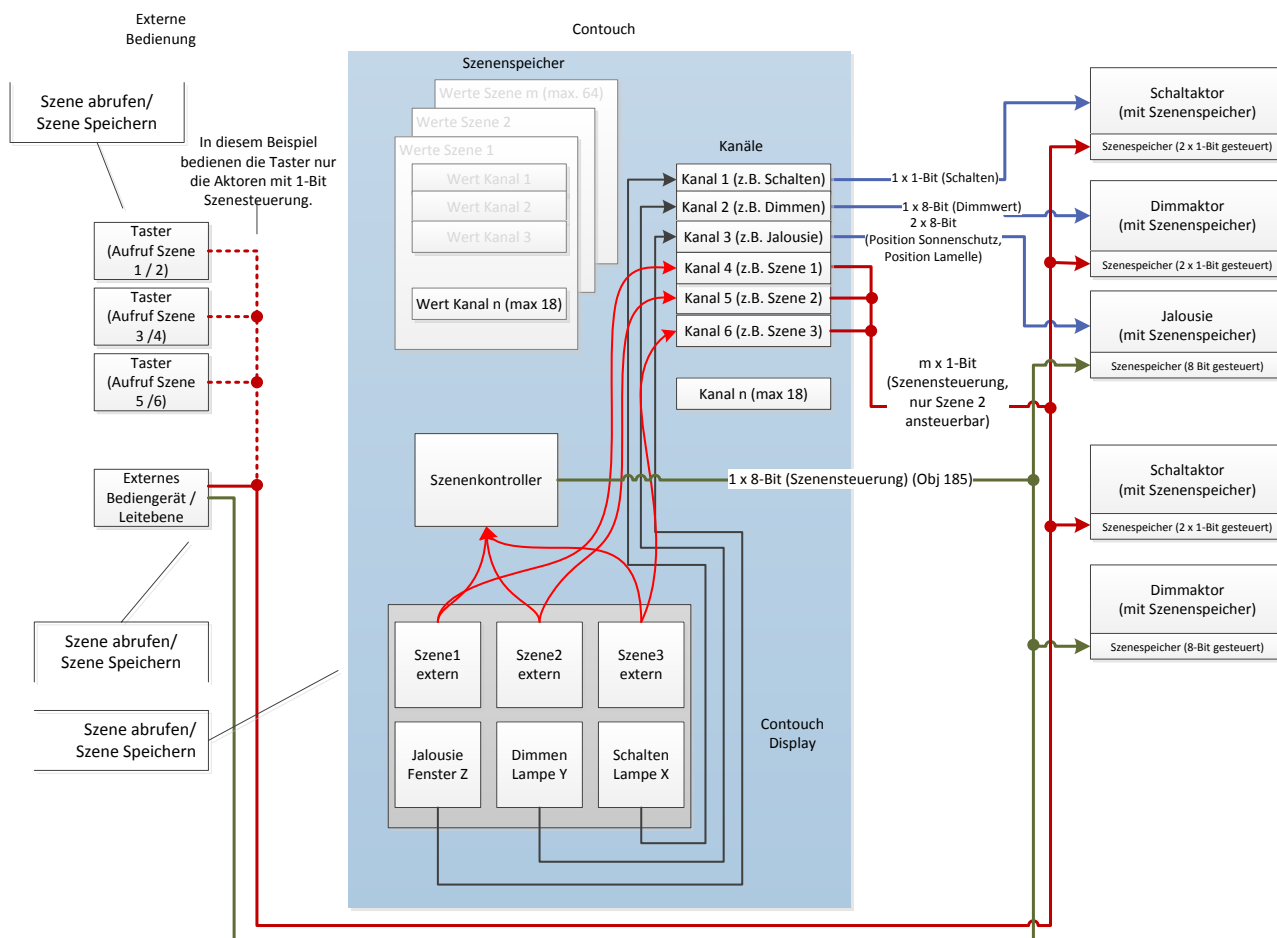 Externe
Bedienung
Szene abrufen/
Szene Speichern
In diesem Beispiel
bedienen die Taster nur
die Aktoren mit 1-Bit
Szenesteuerung.
Taster
(Aufruf Szene
1 / 2)
Taster
(Aufruf Szene
3 /4)
Taster
(Aufruf Szene
5 /6)
Externes
Bediengerät /
Leitebene
Szene abrufen/
Szene Speichern
Szene abrufen/
Szene Speichern
Contouch
Szenenspeicher
Werte Szene m (max. 64)
Werte Szene 2
Werte Szene 1
Wert Kanal 1
Wert Kanal 2
Wert Kanal 3
Wert Kanal n (max 18)
Kanäle
Kanal 1 (z.B. Schalten)
Kanal 2 (z.B. Dimmen)
Kanal 3 (z.B. Jalousie)
Kanal 4 (z.B. Szene 1)
Kanal 5 (z.B. Szene 2)
Kanal 6 (z.B. Szene 3)
Kanal n (max 18)
Szenenkontroller
Szene1
extern
Szene2
extern
Szene3
extern
Jalousie
Fenster Z
Dimmen
Lampe Y
Schalten
Lampe X
Contouch
Display
1 x 1-Bit (Schalten)
1 x 8-Bit (Dimmwert)
2 x 8-Bit
(Position Sonnenschutz,
Position Lamelle)
m x 1-Bit
(Szenensteuerung,
nur Szene 2
ansteuerbar)
1 x 8-Bit (Szensteuerung) (Obj 185)
Schaltaktor
(mit Szenenspeicher)
Szenespeicher (2 x 1-Bit gesteuert)
Dimmaktor
(mit Szenenspeicher)
Szenespeicher (2 x 1-Bit gesteuert)
Jalousie
(mit Szenenspeicher)
Szenespeicher (8 Bit gesteuert)
Schaltaktor
(mit Szenenspeicher)
Szenespeicher (2 x 1-Bit gesteuert)
Dimmaktor
(mit Szenenspeicher)
Szenespeicher (8-Bit gesteuert)